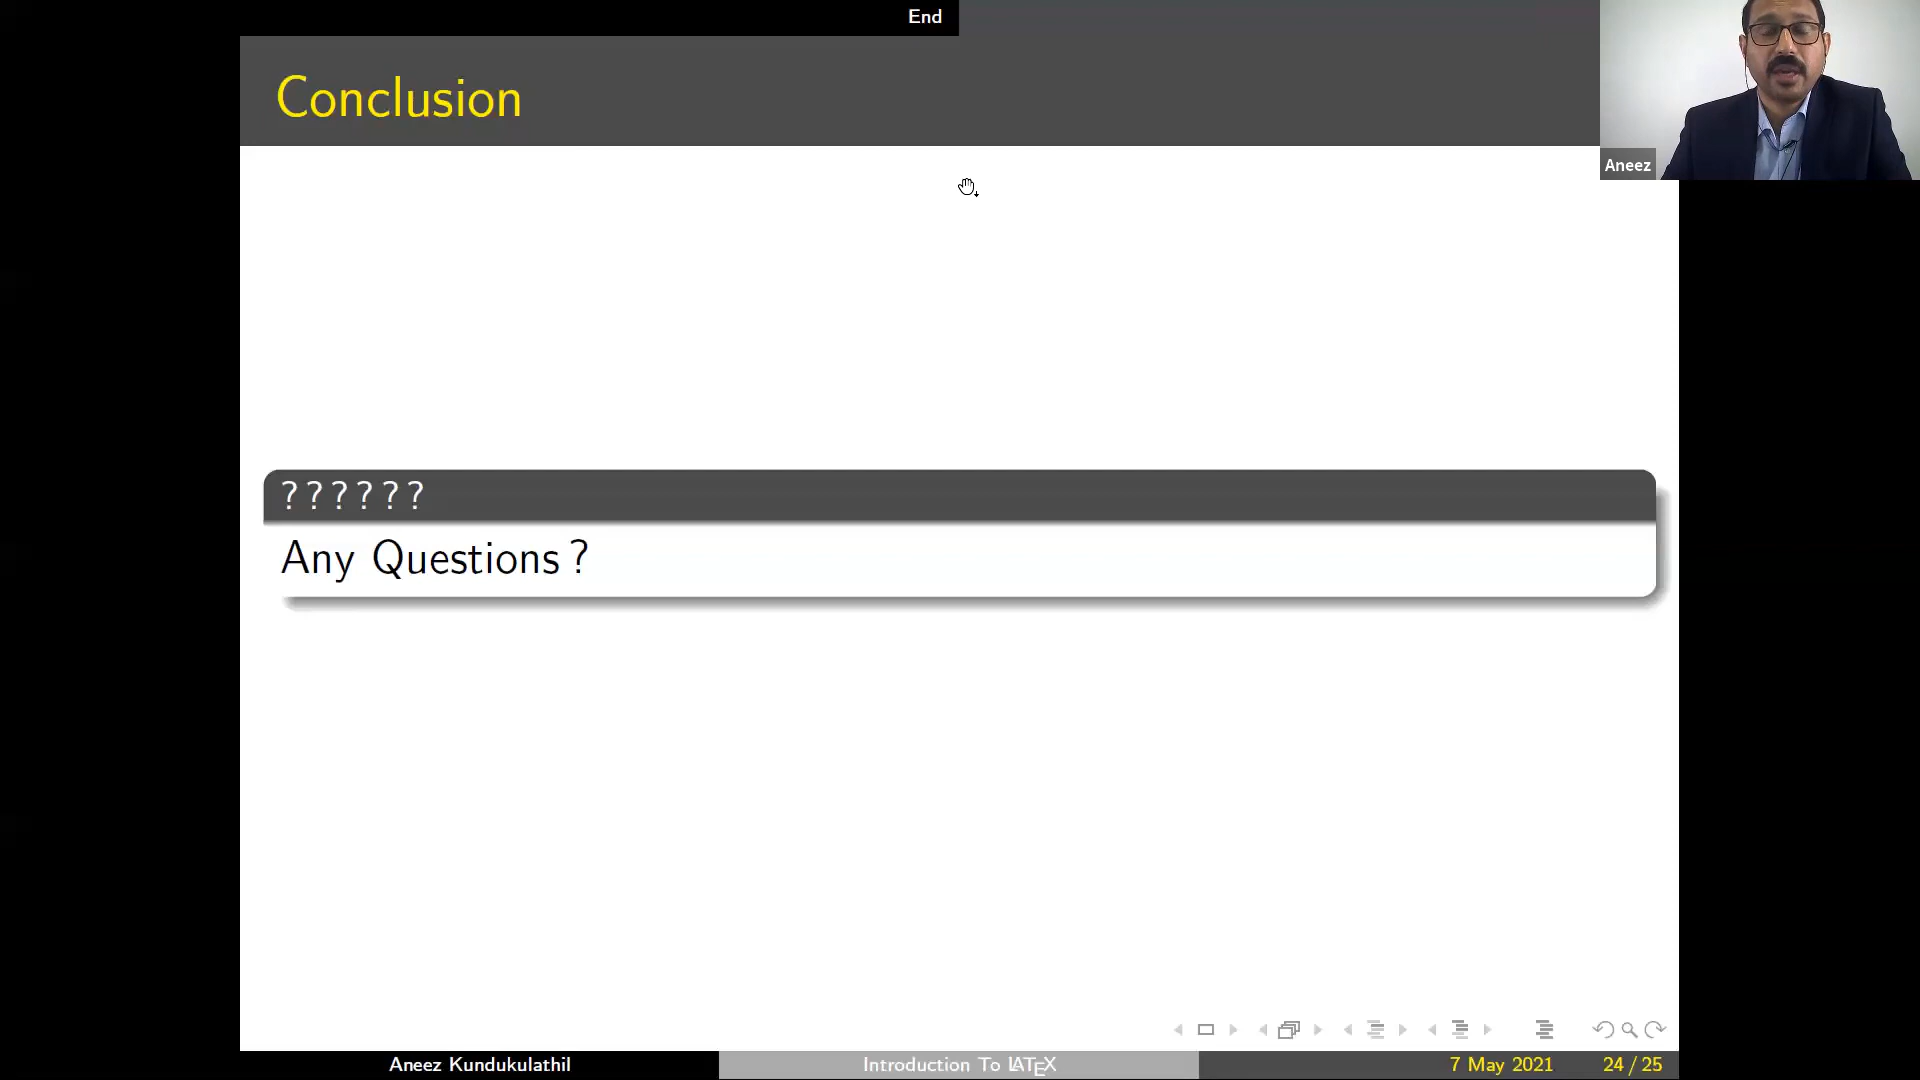 End
Conclusion
Aneez
? ? ? ? ? ?
Any Questions ?
Aneez Kundukulathil
Introduction To LATEX
7 May 2021
24 / 25